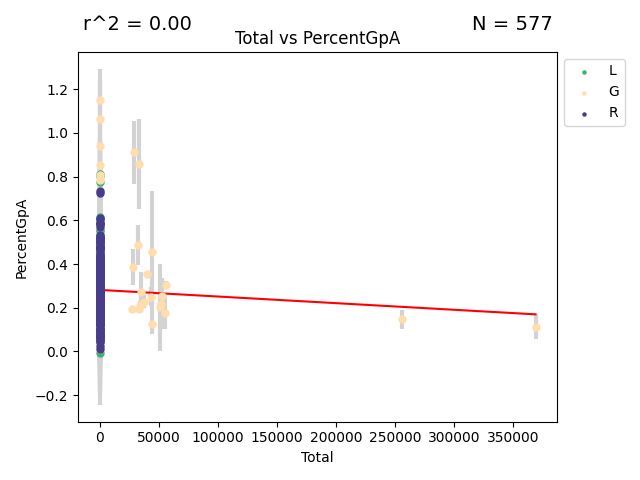 r^2 = 0.00
N = 577
Total vs PercentGpA
L
G
R
PercentGpA
1.2
1.0
0.8
0.6
0.4
0.2
0.0
−0.2
0 50000 100000 150000 200000 250000 300000 350000
Total